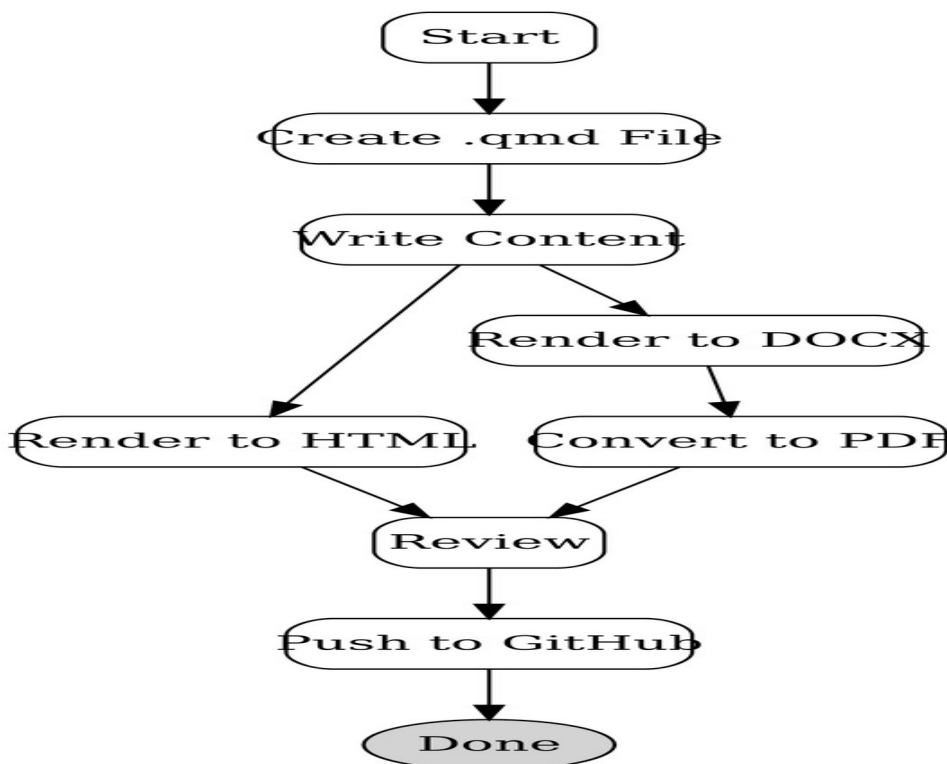 Start
Create .qmd File
Write Content
Render to DOCX
Render to HTML
Convert to PDF
Review
Push to GitHub
Done